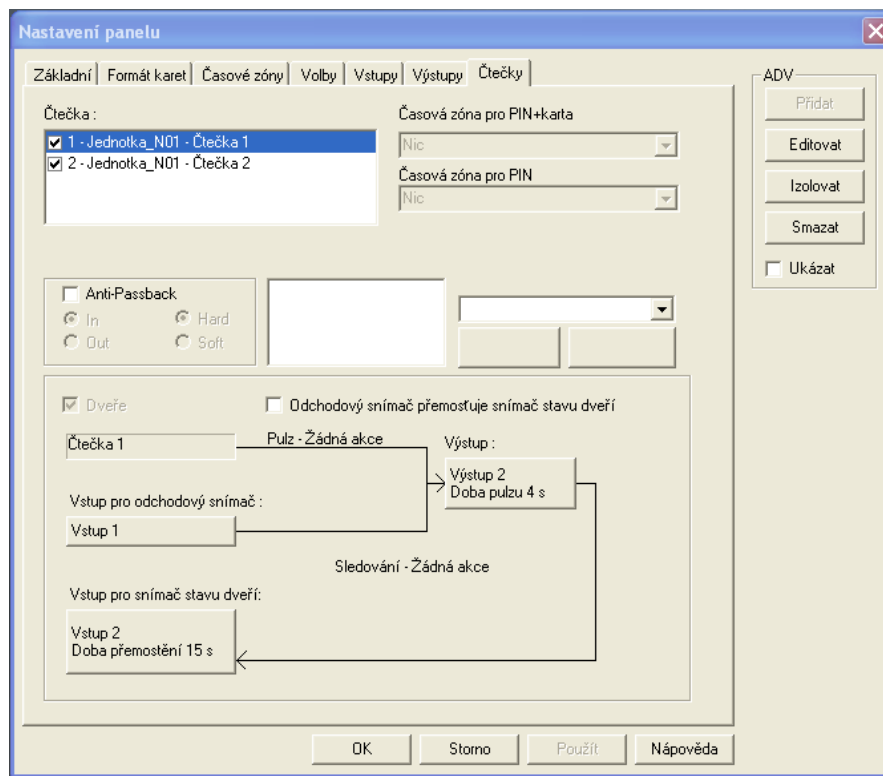 Nastavení panelu
Základní Formát karet Časové zóny Volby Vstupy Výstupy Čtečky
Čtečka :
1 - Jednotka_N01 - Čtečka 1
2 - Jednotka_N01 - Čtečka 2
Časová zóna pro PIN+karta
Nic
Časová zóna pro PIN
Nic
Anti-Passback
In Hard
Out Soft
Dveře
Odchodový snímač přemosťuje snímač stavu dveří
Čtečka 1
Pulz - Žádná akce
Výstup :
Výstup 2
Doba pulzu 4 s
Vstup pro odchodový snímač :
Vstup 1
Sledování - Žádná akce
Vstup pro snímač stavu dveří:
Vstup 2
Doba přemostění 15 s
ADV
Přidat
Editovat
Izolovat
Smazat
Ukázat
OK Storno Použít Nápověda